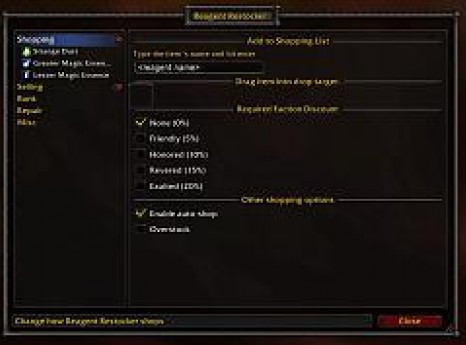 Reagent Restocker
Shopping
Strange Dust
Greater Magic Essen...
Lesser Magic Essence
Selling
Bank
Repair
Misc
Add to Shopping List
Type the item's name and hit enter
<reagent name>
Drag item into drop target.
Required Faction Discount
None (0%)
Friendly (5%)
Honored (10%)
Revered (15%)
Exalted (20%)
Other shopping options
Enable auto-shop
Overstock
Change how Reagent Restocker shops
Close